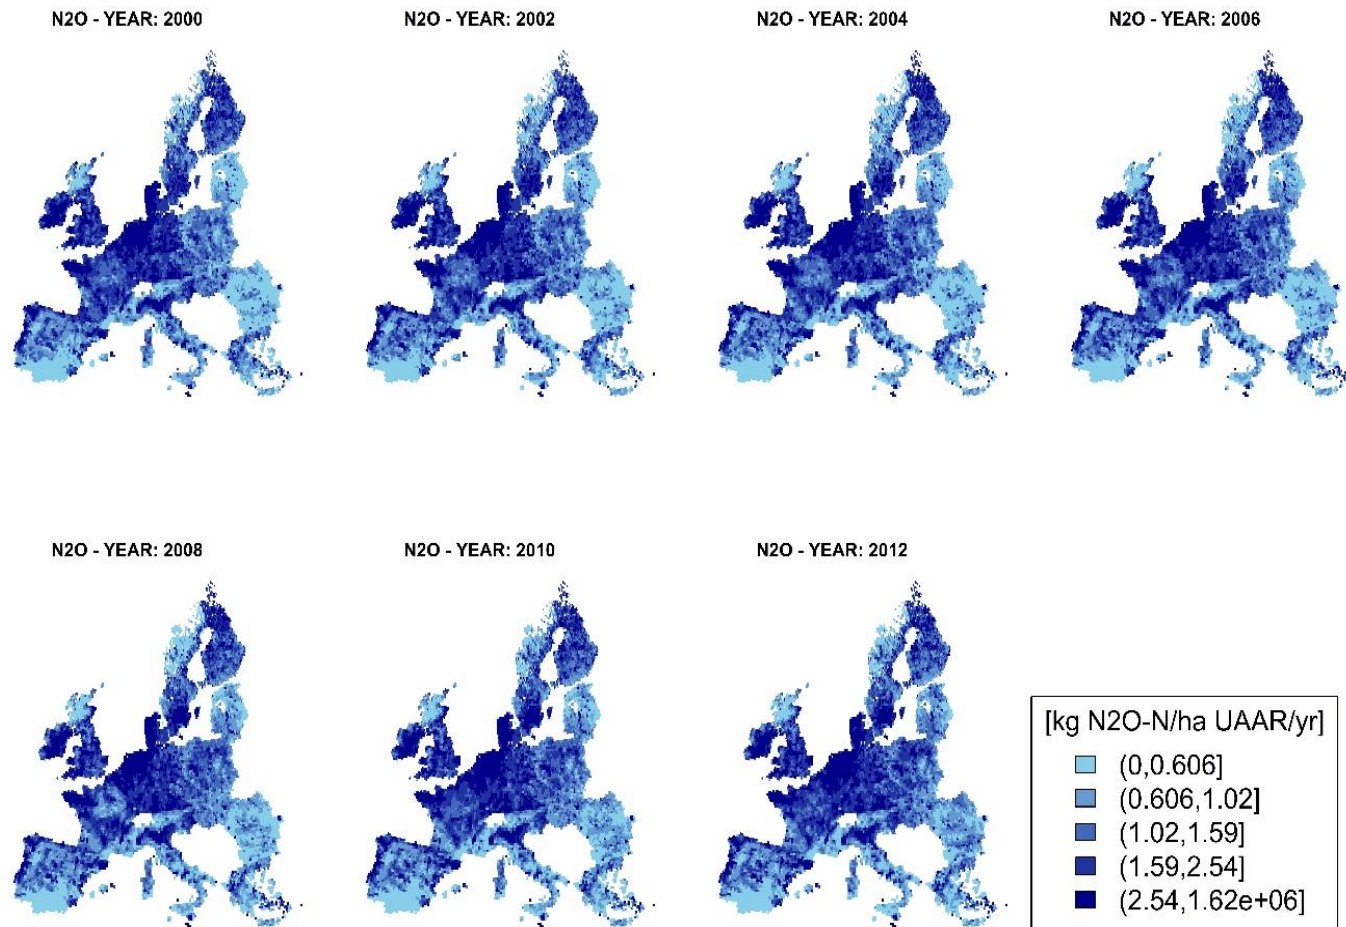 N2O - YEAR: 2000
N2O - YEAR: 2002
N2O - YEAR: 2004
N2O - YEAR: 2006
N2O - YEAR: 2008
N2O - YEAR: 2010
N2O - YEAR: 2012
[kg N2O-N/ha UAAR/yr]
(0,0.606]
(0.606,1.02]
(1.02,1.59]
(1.59,2.54]
(2.54,1.62e+06]